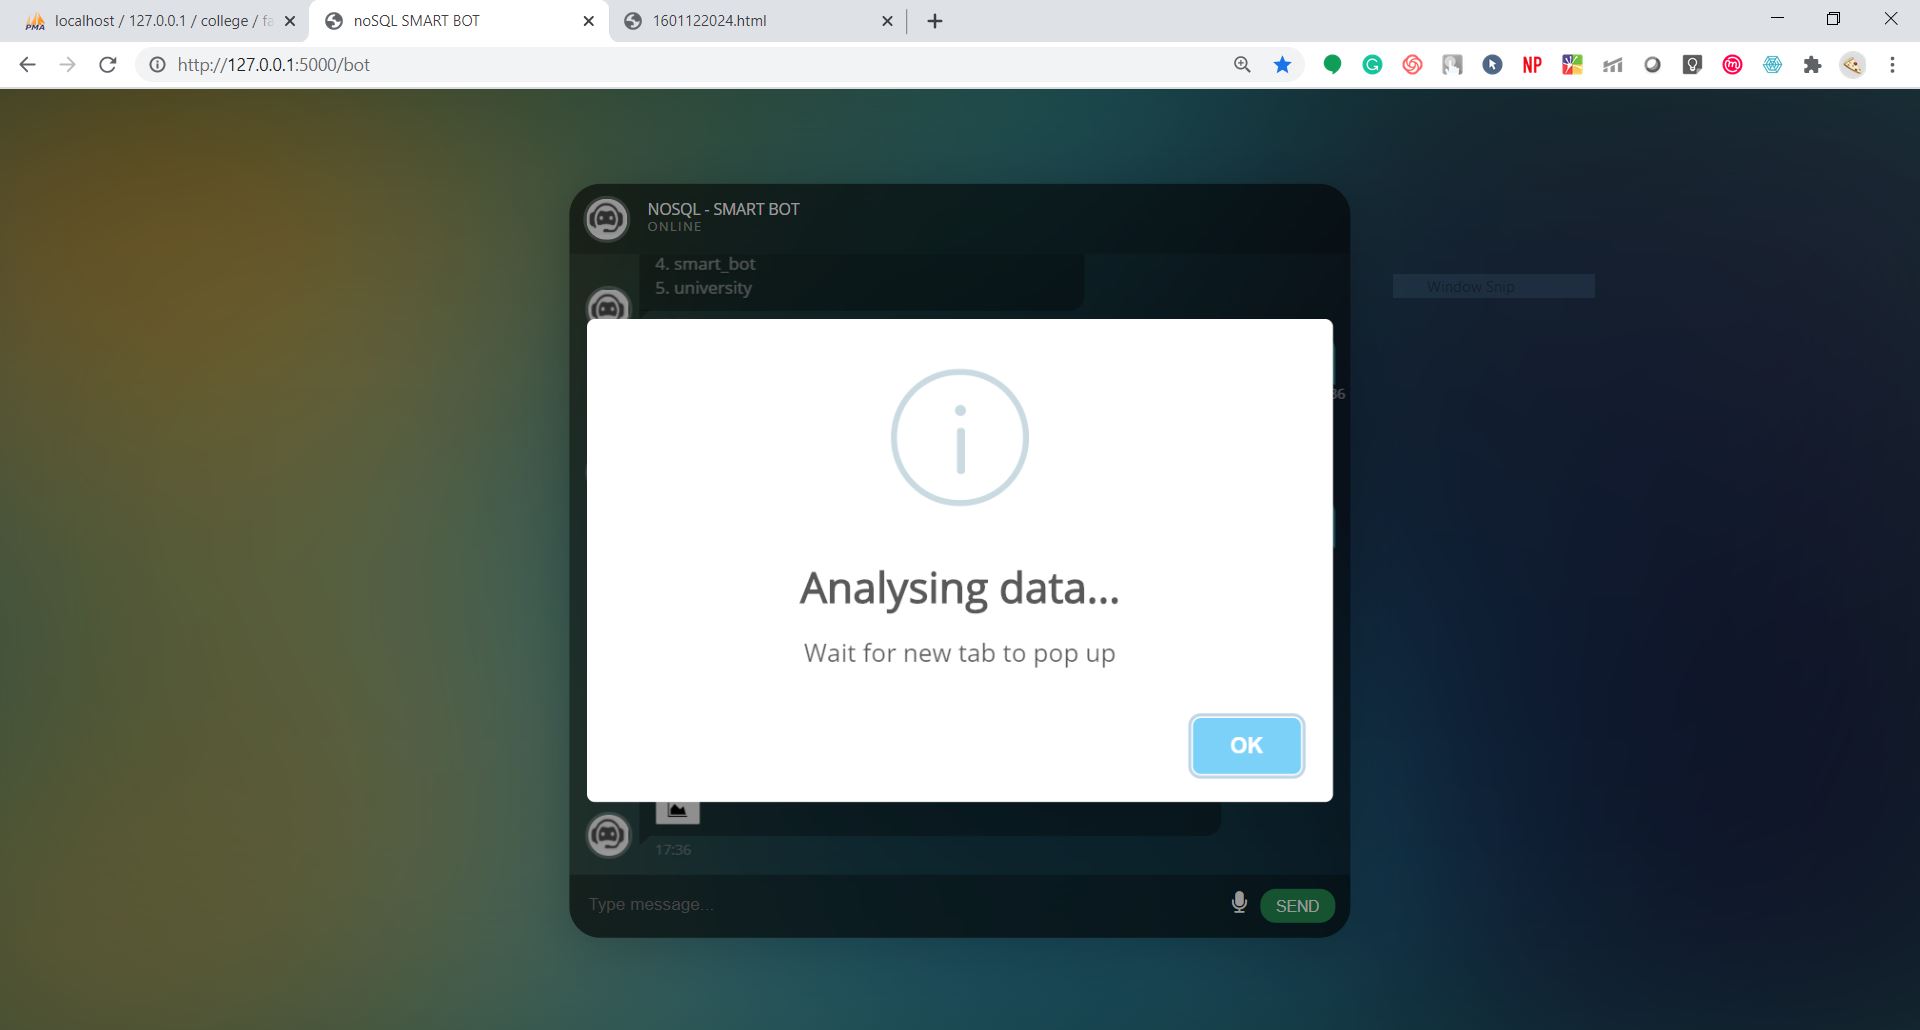 localhost / 127.0.0.1 / college / fa
noSQL SMART BOT
1601122024.html
http://127.0.0.1:5000/bot
NP
NOSQL - SMART BOT
ONLINE
4. smart_bot
5. university
Window Snip
36
Analysing data...
Wait for new tab to pop up
OK
17:36
Type message...
SEND